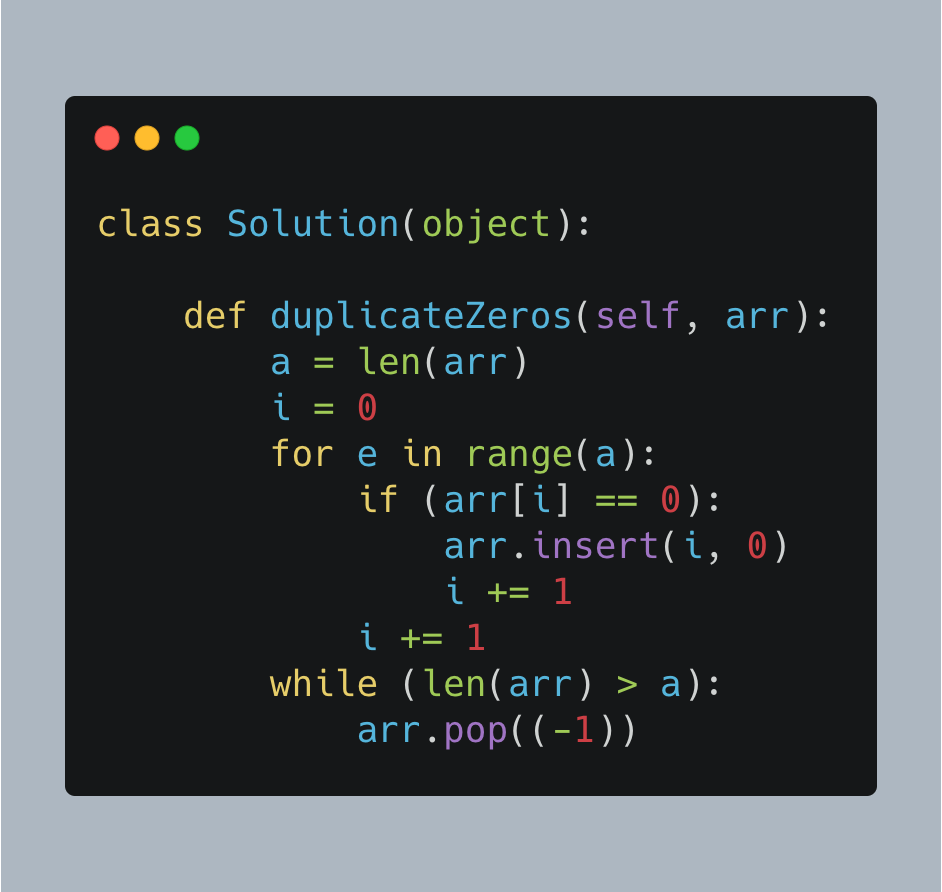 class Solution(object):

    def duplicateZeros(self, arr):
        a = len(arr)
        i = 0
        for e in range(a):
            if (arr[i] == 0):
                arr.insert(i, 0)
                i += 1
            i += 1
        while (len(arr) > a):
            arr.pop((-1))